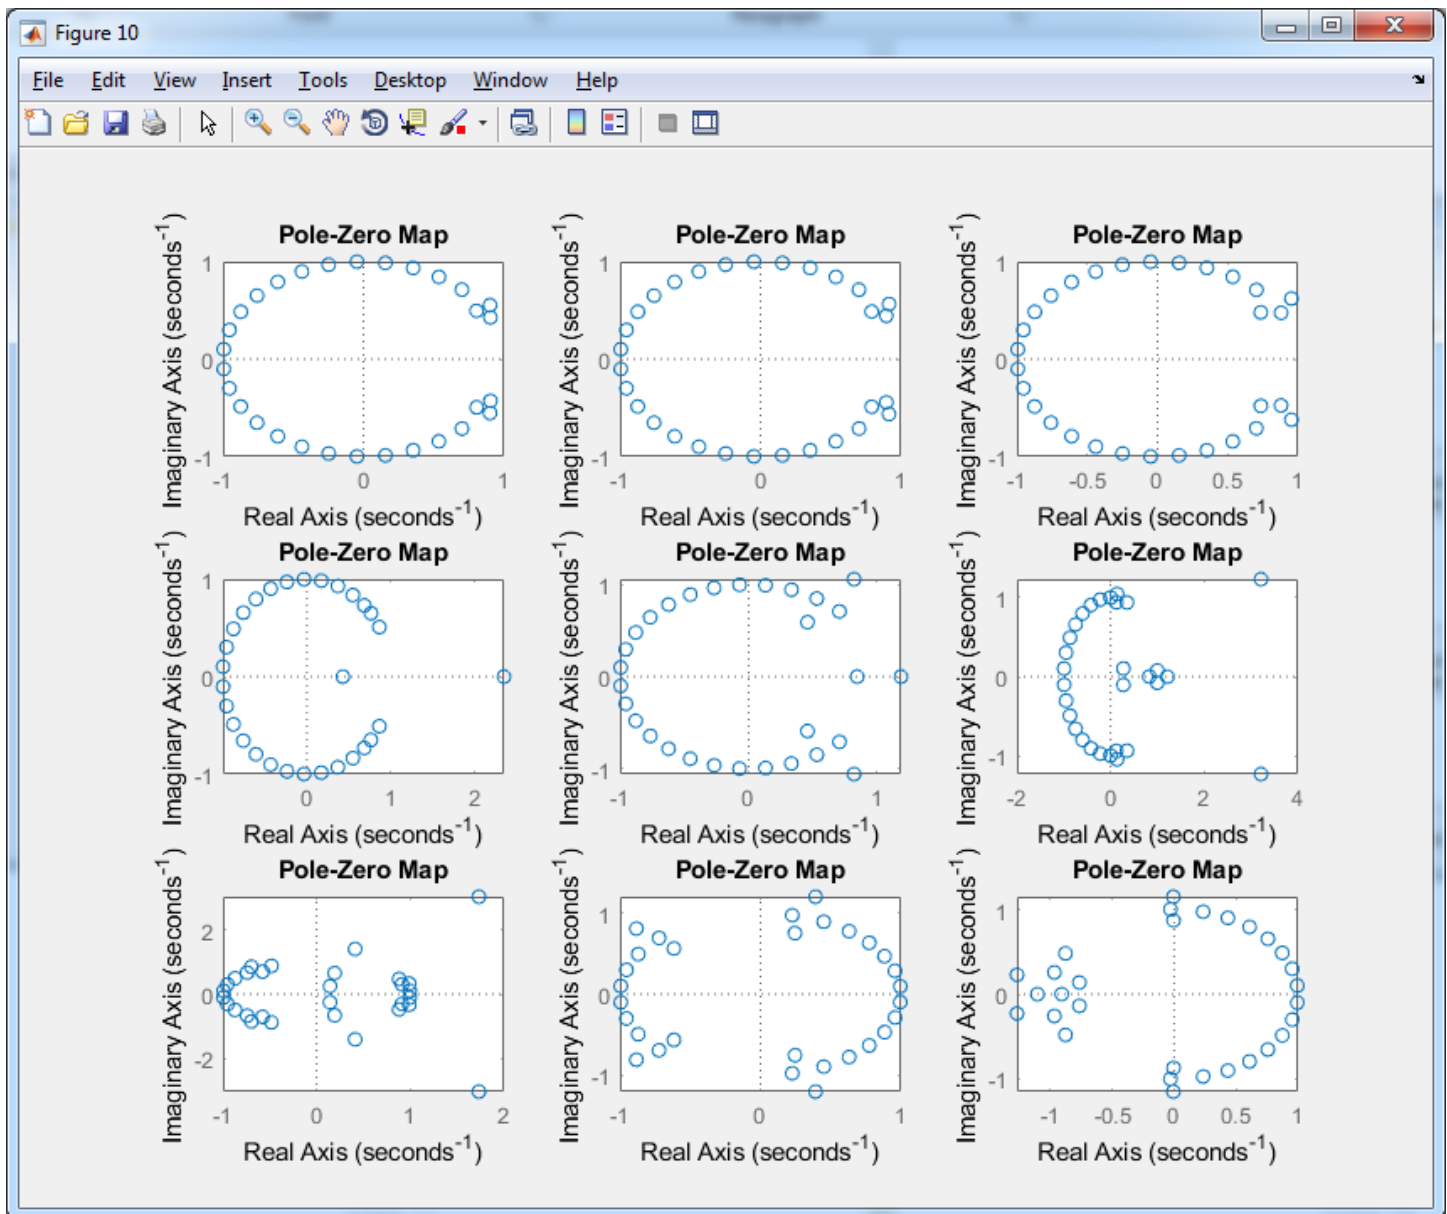 Figure 10
File Edit View Insert Tools Desktop Window Help
Pole-Zero Map
Imaginary Axis (seconds-1)
1
0
-1
-1 0 1
Real Axis (seconds-1)
Pole-Zero Map
Imaginary Axis (seconds-1)
1
0
-1
-1 0 1
Real Axis (seconds-1)
Pole-Zero Map
Imaginary Axis (seconds-1)
1
0
-1
-1 -0.5 0 0.5 1
Real Axis (seconds-1)
Pole-Zero Map
Imaginary Axis (seconds-1)
1
0
-1
0 1 2
Real Axis (seconds-1)
Pole-Zero Map
Imaginary Axis (seconds-1)
1
0
-1
-1 0 1
Real Axis (seconds-1)
Pole-Zero Map
Imaginary Axis (seconds-1)
1
0
-1
-2 0 2 4
Real Axis (seconds-1)
Pole-Zero Map
Imaginary Axis (seconds-1)
2
0
-2
-1 0 1 2
Real Axis (seconds-1)
Pole-Zero Map
Imaginary Axis (seconds-1)
1
0
-1
-1 0 1
Real Axis (seconds-1)
Pole-Zero Map
Imaginary Axis (seconds-1)
1
0
-1
-1 -0.5 0 0.5 1
Real Axis (seconds-1)